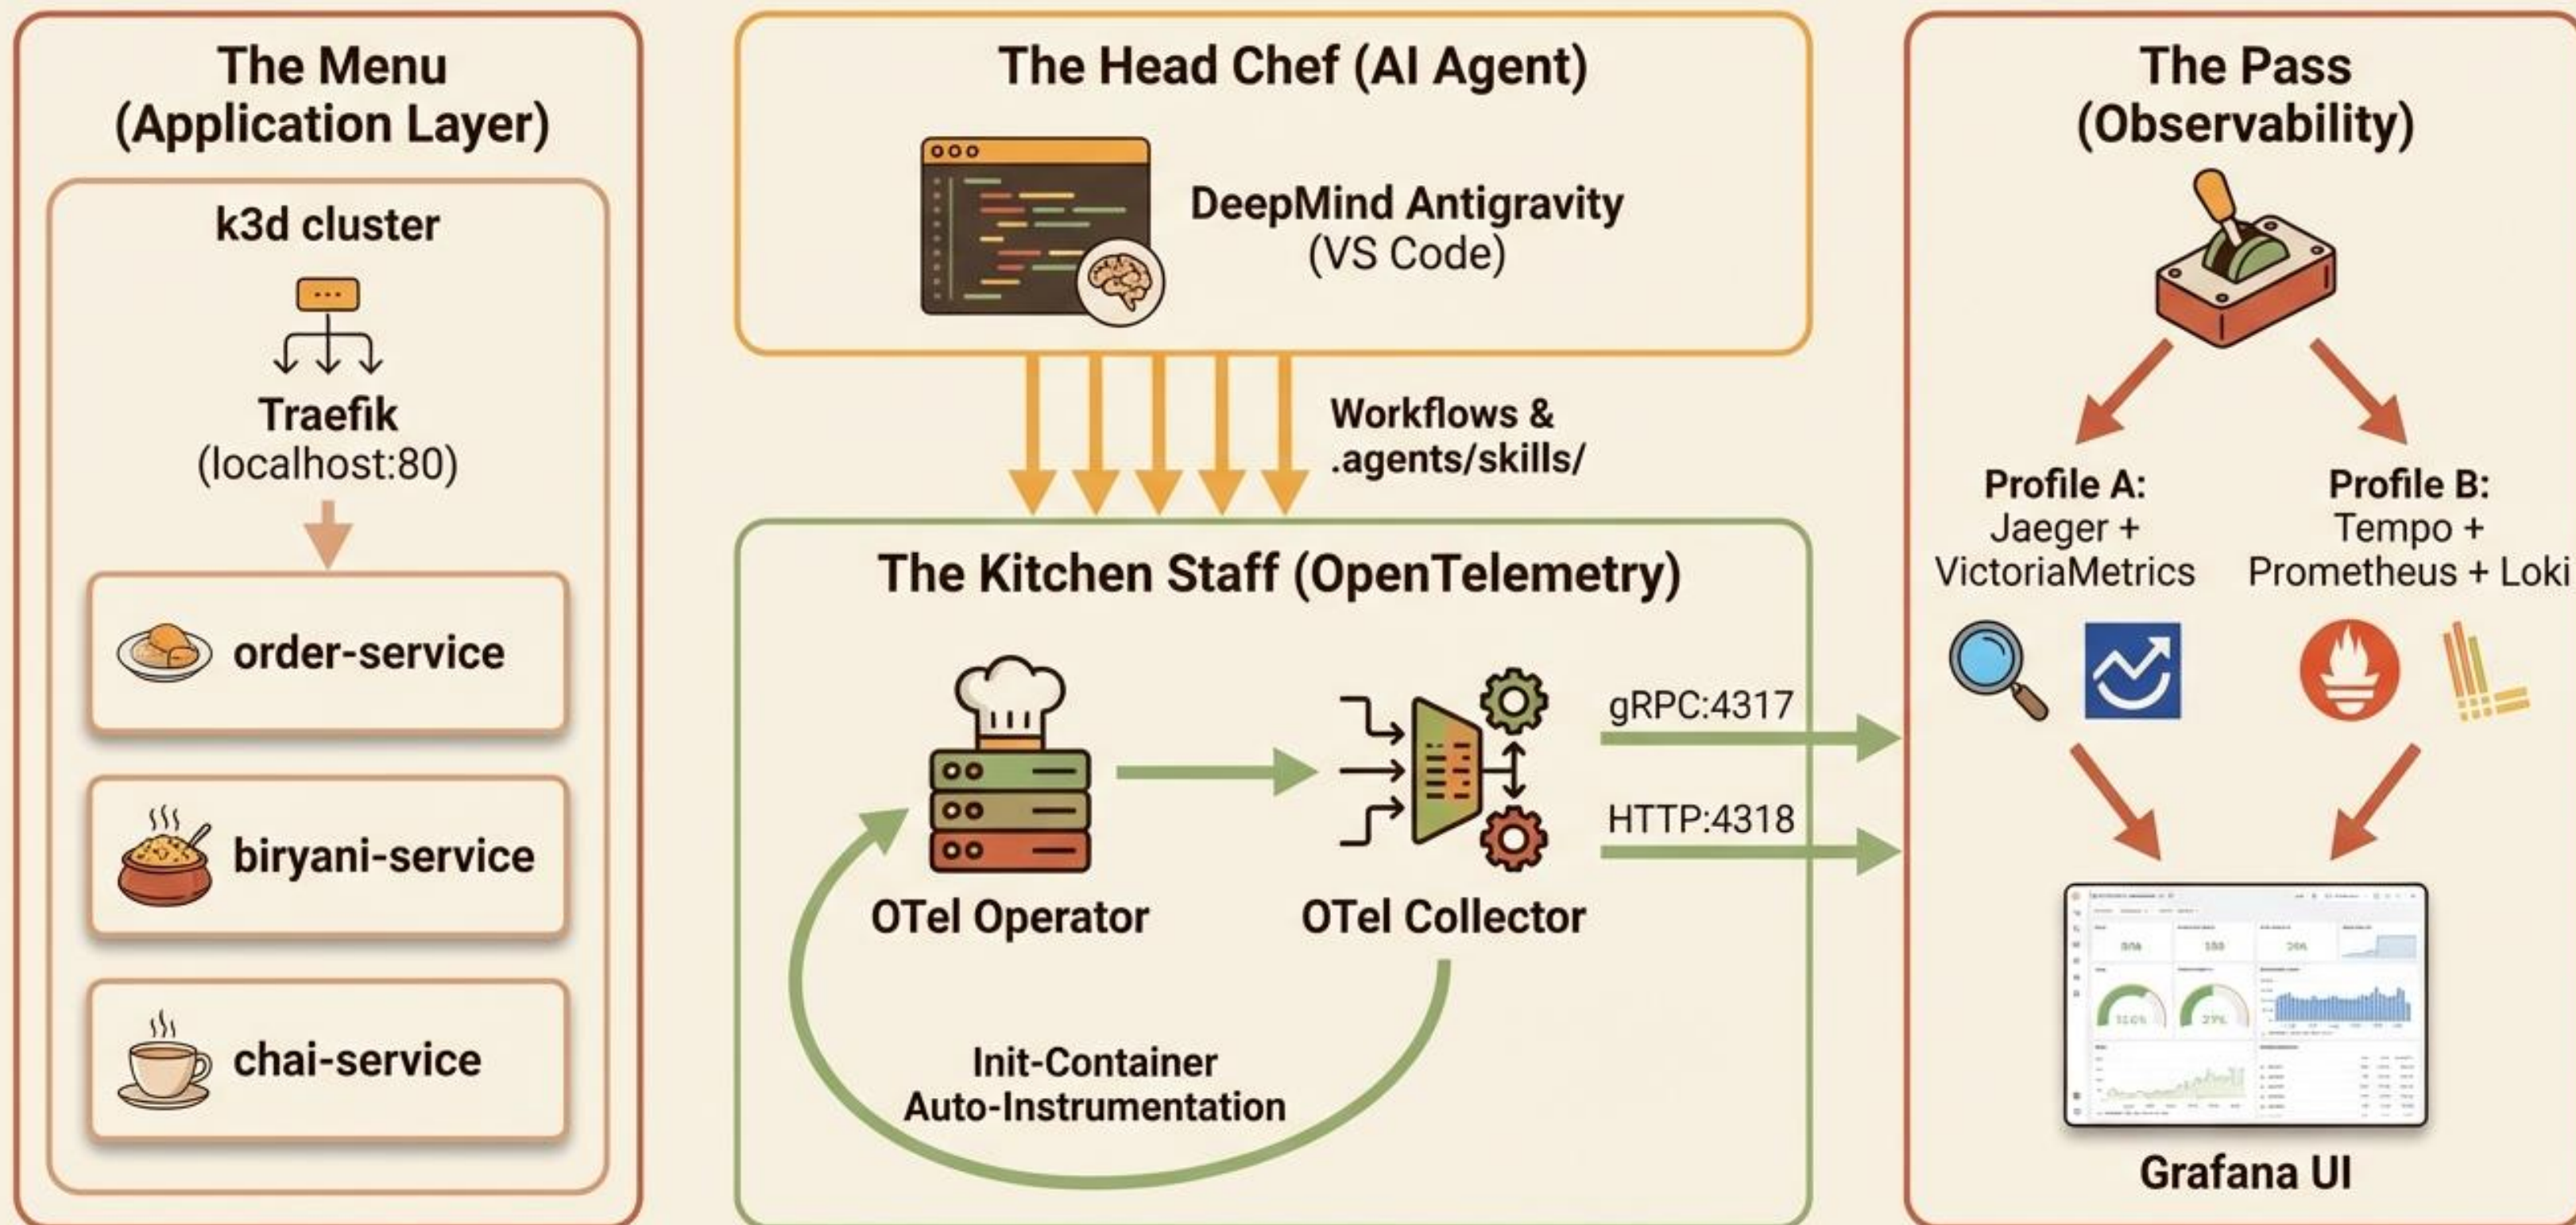 The Menu
(Application Layer)
k3d cluster
Traefik
(localhost:80)
order-service
biryani-service
chai-service
The Head Chef (AI Agent)
DeepMind Antigravity
(VS Code)
Workflows &
.agents/skills/
The Kitchen Staff (OpenTelemetry)
OTel Operator
OTel Collector
gRPC:4317
HTTP:4318
Init-Container
Auto-Instrumentation
The Pass
(Observability)
Profile A:
Jaeger +
VictoriaMetrics
Profile B:
Tempo +
Prometheus + Loki
Grafana UI